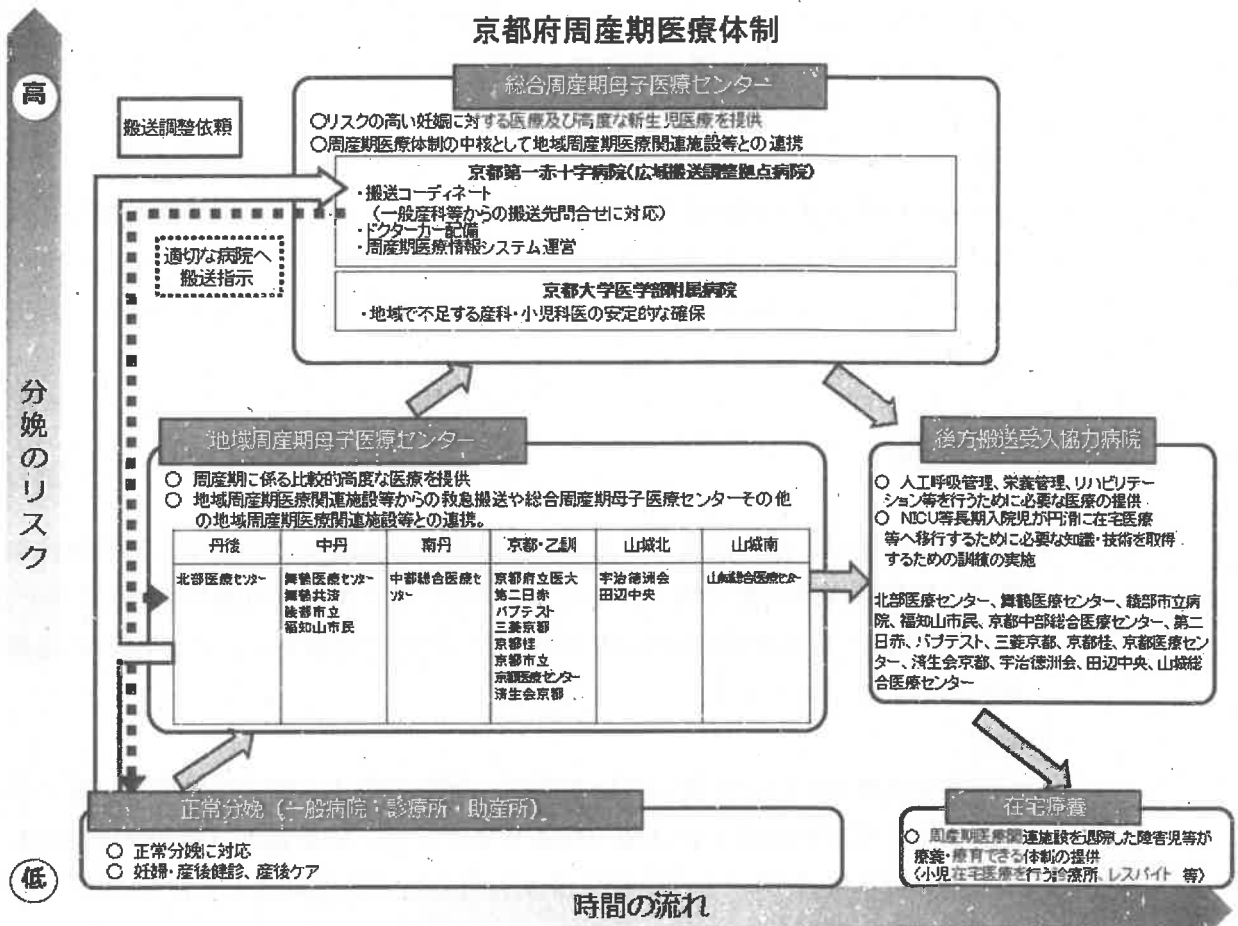 京都府周産期医療体制
高
搬送調整依頼
総合周産期母子医療センター
○リスクの高い妊娠に対する医療及び高度な新生児医療を提供
○周産期医療体制の中核として地域周産期医療関連施設等との連携
京都第一赤十字病院(広域搬送調整拠点病院)
・搬送コーディネート
(一般産科等からの搬送先問合せに対応)
・ドクターカー配備
・周産期医療情報システム運営
適切な病院へ
搬送指示
京都大学医学部附属病院
・地域で不足する産科・小児科医の安定的な確保
分娩のリスク
地域周産期母子医療センター
○ 周産期に係る比較的高度な医療を提供
○ 地域周産期医療関連施設等からの救急搬送や総合周産期母子医療センターその他
の地域周産期医療関連施設等との連携。
丹後 中丹 南丹 京都・乙訓 山城北 山城南
北部医療センター
舞鶴医療センター
舞鶴共済
綾部市立
福知山市民
中部総合医療セ
ンター
京都府立医大
第二日赤
バプテスト
三菱京都
京都桂
京都市立
京都医療センター
済生会京都
宇治徳洲会
田辺中央
山城総合医療センター
後方搬送受入協力病院
○ 人工呼吸管理、栄養管理、リハビリテー
ション等を行うために必要な医療の提供
○ NICU等長期入院児が円滑に在宅医療
等へ移行するために必要な知識・技術を取得
するための訓練の実施
北部医療センター、舞鶴医療センター、綾部市立病
院、福知山市民、京都中部総合医療センター、第二
日赤、バプテスト、三菱京都、京都桂、京都医療セン
ター、済生会京都、宇治徳洲会、田辺中央、山城総
合医療センター
正常分娩(一般病院・診療所・助産所)
○ 正常分娩に対応
○ 妊婦・産後健診、産後ケア
在宅療養
○ 周産期医療関連施設を退院した障害児等が
療養・療育できる体制の提供
(小児在宅医療を行う診療所、レスパイト 等)
低
時間の流れ